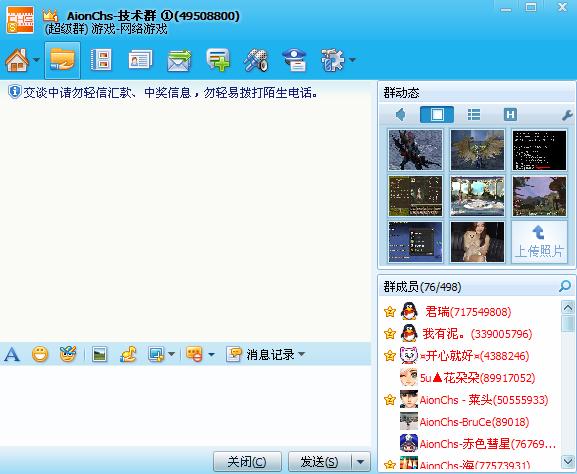 AionChs-技术群 ①(49508800)
(超级群) 游戏-网络游戏
交谈中请勿轻信汇款、中奖信息，勿轻易拨打陌生电话。
群动态
H
上传照片
群成员(76/498)
君瑞(717549808)
我有泥。(339005796)
¤开心就好¤(4388246)
5u▲花朵朵(89917052)
AionChs - 菜头(50555933)
AionChs-BruCe(89018)
AionChs-赤色彗星(76769...
AionChs-海(77573931)
A
消息记录
关闭(C)
发送(S)